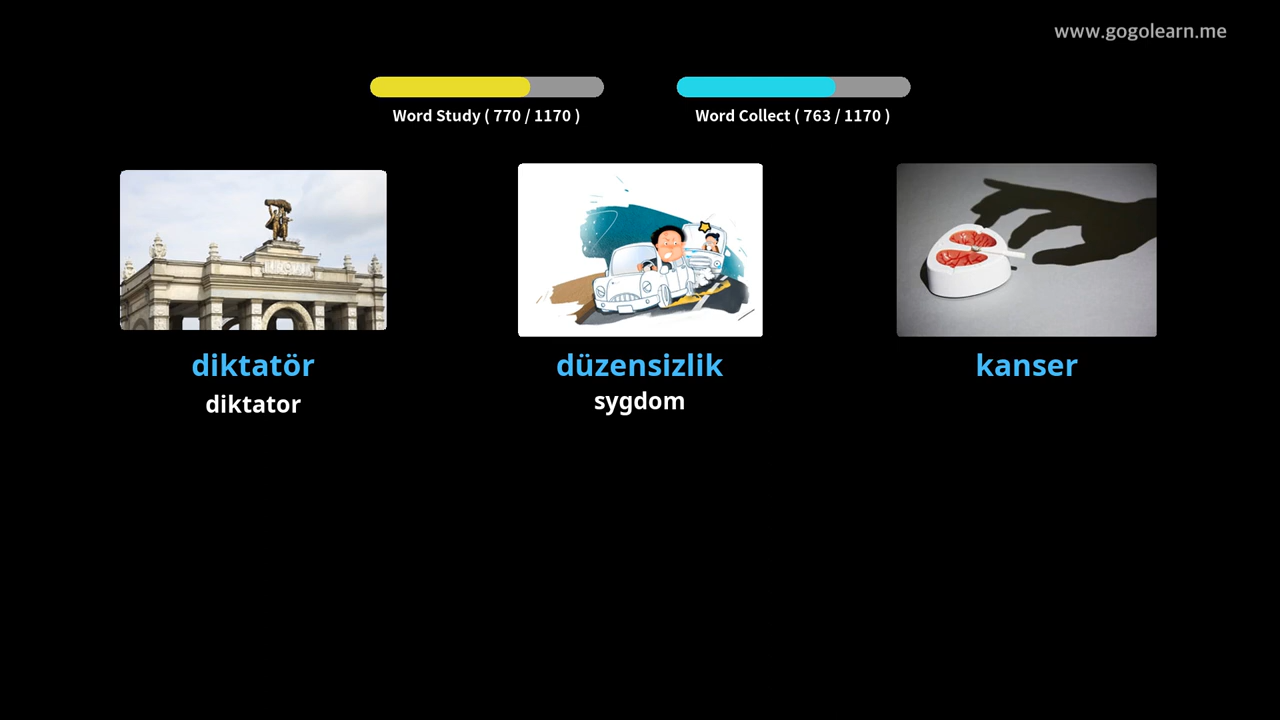 www.gogolearn.me
Word Study ( 770 / 1170 )
Word Collect ( 763 / 1170 )
diktatör
düzensizlik
kanser
diktator
sygdom